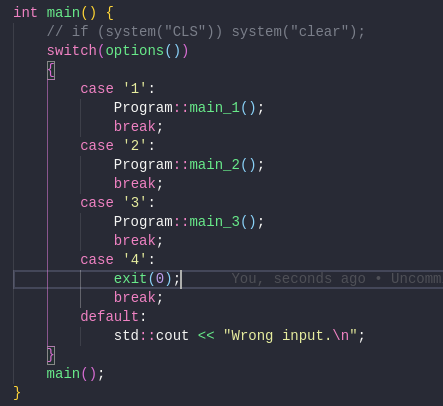 int main() {
    // if (system("CLS")) system("clear");
    switch(options())
    {
        case '1':
            Program::main_1();
            break;
        case '2':
            Program::main_2();
            break;
        case '3':
            Program::main_3();
            break;
        case '4':
            exit(0);      You, seconds ago • Uncomm
            break;
        default:
            std::cout << "Wrong input.\n";
    }
    main();
}